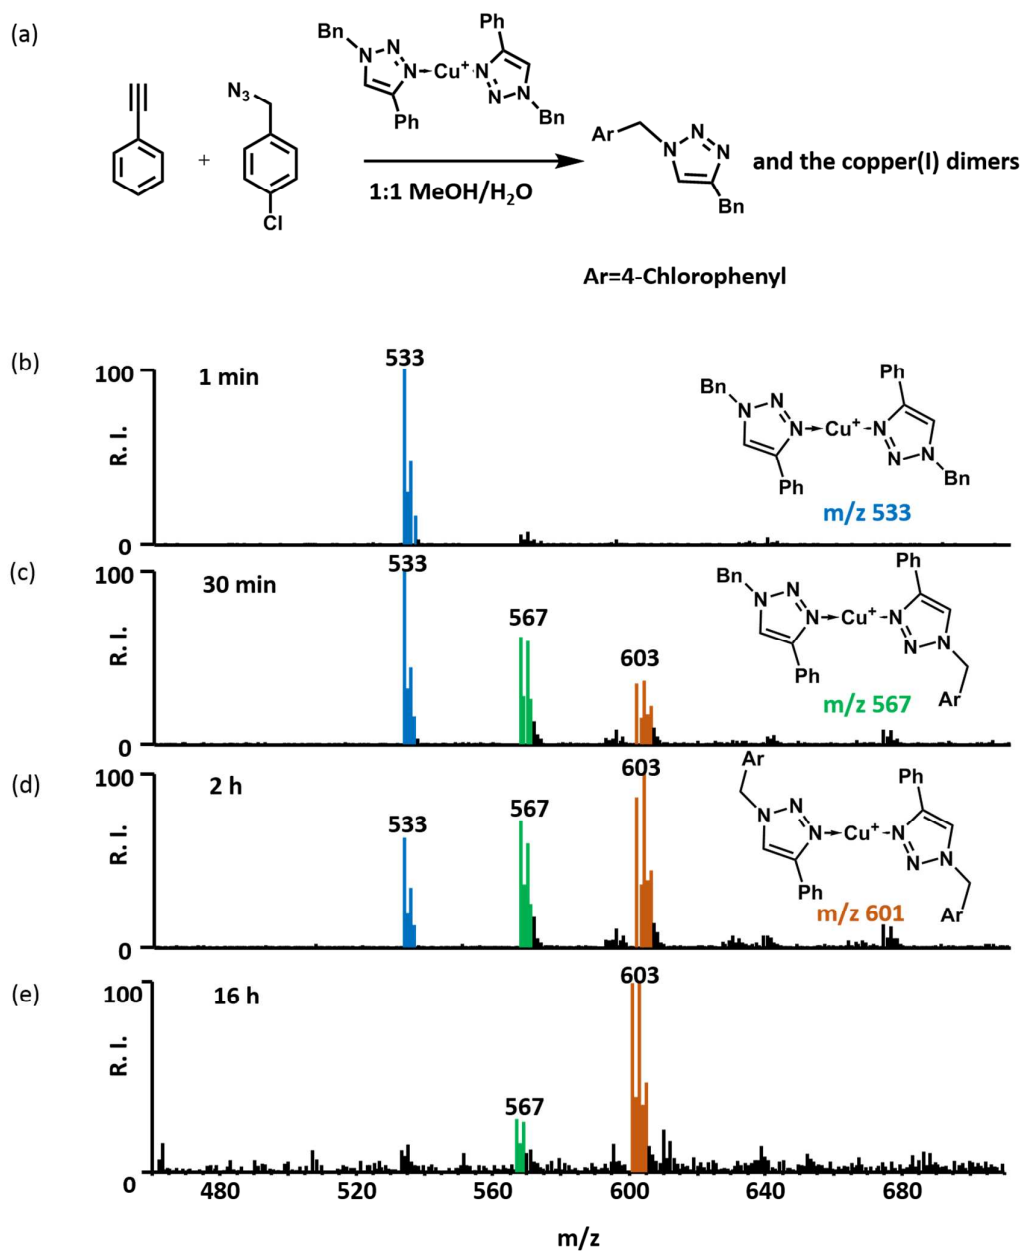 (a)
Bn
N
N
N
Ph
Cu+
Ph
N
N
N
Bn
N3
Cl
+
1:1 MeOH/H2O
Ar
N
N
N
Bn
and the copper(I) dimers
Ar=4-Chlorophenyl
(b)
100
1 min
533
R. I.
0
Bn
N
N
N
Ph
Cu+
Ph
N
N
N
Bn
m/z 533
(c)
100
30 min
533
567
603
R. I.
0
Bn
N
N
N
Ph
Cu+
Ph
N
N
N
Ar
m/z 567
(d)
100
2 h
533
567
603
R. I.
0
Ar
N
N
N
Ph
Cu+
Ph
N
N
N
Ar
m/z 601
(e)
100
16 h
567
603
R. I.
0
480
520
560
600
640
680
m/z